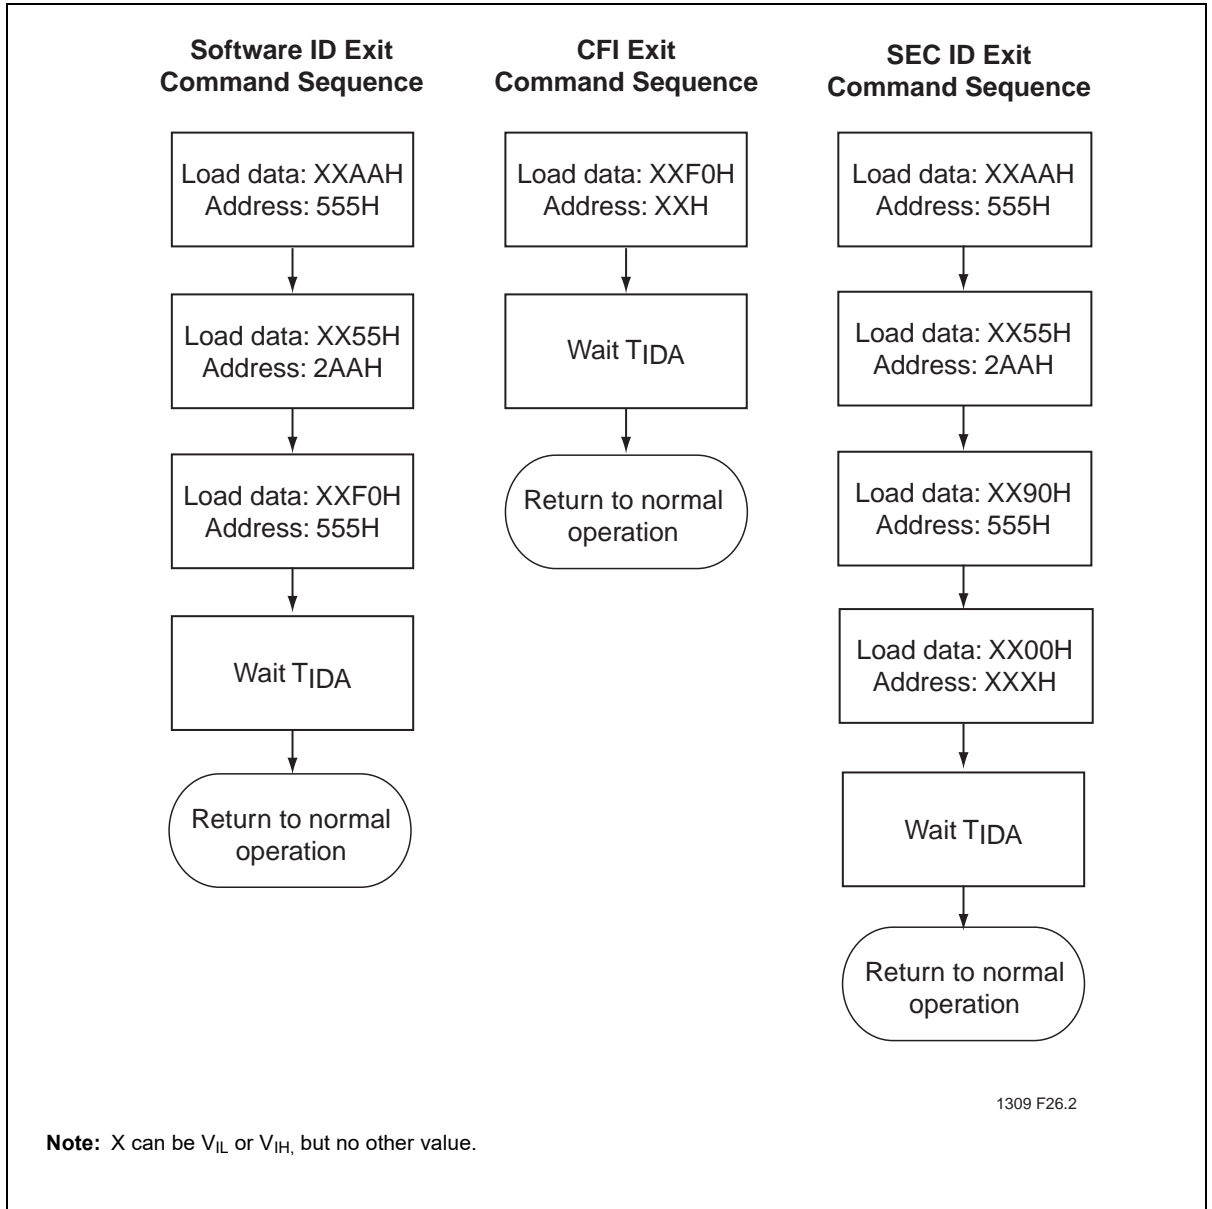 Software ID Exit
Command Sequence
Load data: XXAAH
Address: 555H
Load data: XX55H
Address: 2AAH
Load data: XXF0H
Address: 555H
Wait TIDA
Return to normal
operation
CFI Exit
Command Sequence
Load data: XXF0H
Address: XXH
Wait TIDA
Return to normal
operation
SEC ID Exit
Command Sequence
Load data: XXAAH
Address: 555H
Load data: XX55H
Address: 2AAH
Load data: XX90H
Address: 555H
Load data: XX00H
Address: XXXH
Wait TIDA
Return to normal
operation
1309 F26.2
Note: X can be VIL or VIH, but no other value.